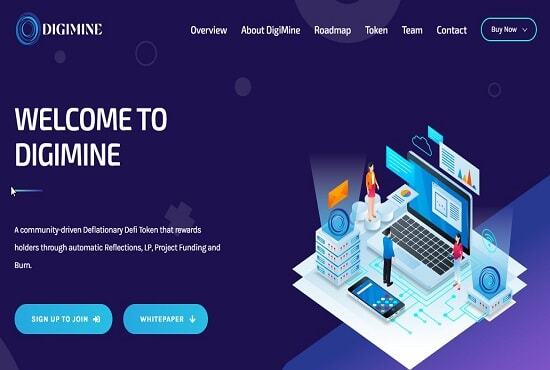 DIGIMINE
Overview About DigiMine Roadmap Token Team Contact Buy Now
WELCOME TO
DIGIMINE
A community-driven Deflationary Defi Token that rewards
holders through automatic Reflections, LP, Project Funding and
Burn.
SIGN UP TO JOIN WHITEPAPER